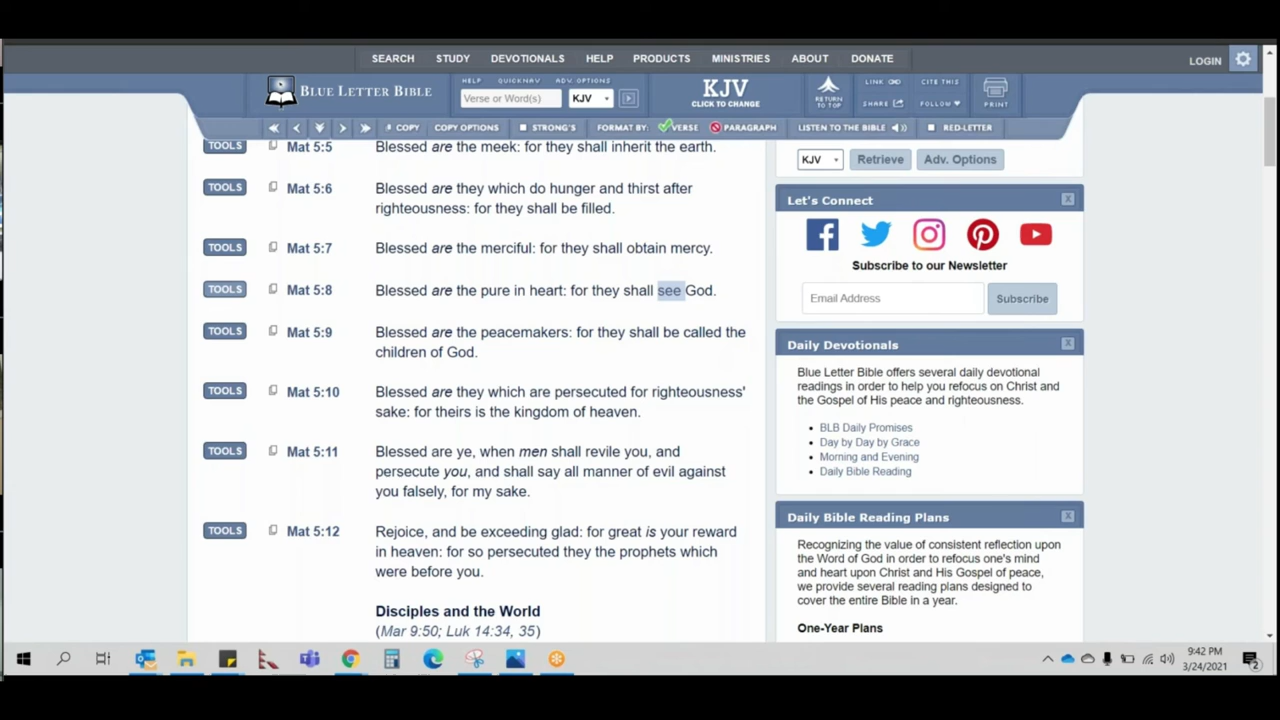 SEARCH STUDY DEVOTIONALS HELP PRODUCTS MINISTRIES ABOUT DONATE
LOGIN
BLUE LETTER BIBLE
HELP QUICKNAV ADV. OPTIONS
Verse or Word(s) KJV
KJV
CLICK TO CHANGE
RETURN
TO TOP
LINK CITE THIS
SHARE FOLLOW
PRINT
COPY COPY OPTIONS STRONG'S FORMAT BY: VERSE PARAGRAPH LISTEN TO THE BIBLE RED-LETTER
TOOLS Mat 5:5 Blessed are the meek: for they shall inherit the earth.
TOOLS Mat 5:6 Blessed are they which do hunger and thirst after
righteousness: for they shall be filled.
TOOLS Mat 5:7 Blessed are the merciful: for they shall obtain mercy.
TOOLS Mat 5:8 Blessed are the pure in heart: for they shall see God.
TOOLS Mat 5:9 Blessed are the peacemakers: for they shall be called the
children of God.
TOOLS Mat 5:10 Blessed are they which are persecuted for righteousness'
sake: for theirs is the kingdom of heaven.
TOOLS Mat 5:11 Blessed are ye, when men shall revile you, and
persecute you, and shall say all manner of evil against
you falsely, for my sake.
TOOLS Mat 5:12 Rejoice, and be exceeding glad: for great is your reward
in heaven: for so persecuted they the prophets which
were before you.
Disciples and the World
(Mar 9:50; Luk 14:34, 35)
KJV Retrieve Adv. Options
Let's Connect
Subscribe to our Newsletter
Email Address Subscribe
Daily Devotionals
Blue Letter Bible offers several daily devotional
readings in order to help you refocus on Christ and
the Gospel of His peace and righteousness.
BLB Daily Promises
Day by Day by Grace
Morning and Evening
Daily Bible Reading
Daily Bible Reading Plans
Recognizing the value of consistent reflection upon
the Word of God in order to refocus one's mind
and heart upon Christ and His Gospel of peace,
we provide several reading plans designed to
cover the entire Bible in a year.
One-Year Plans
9:42 PM
3/24/2021
2